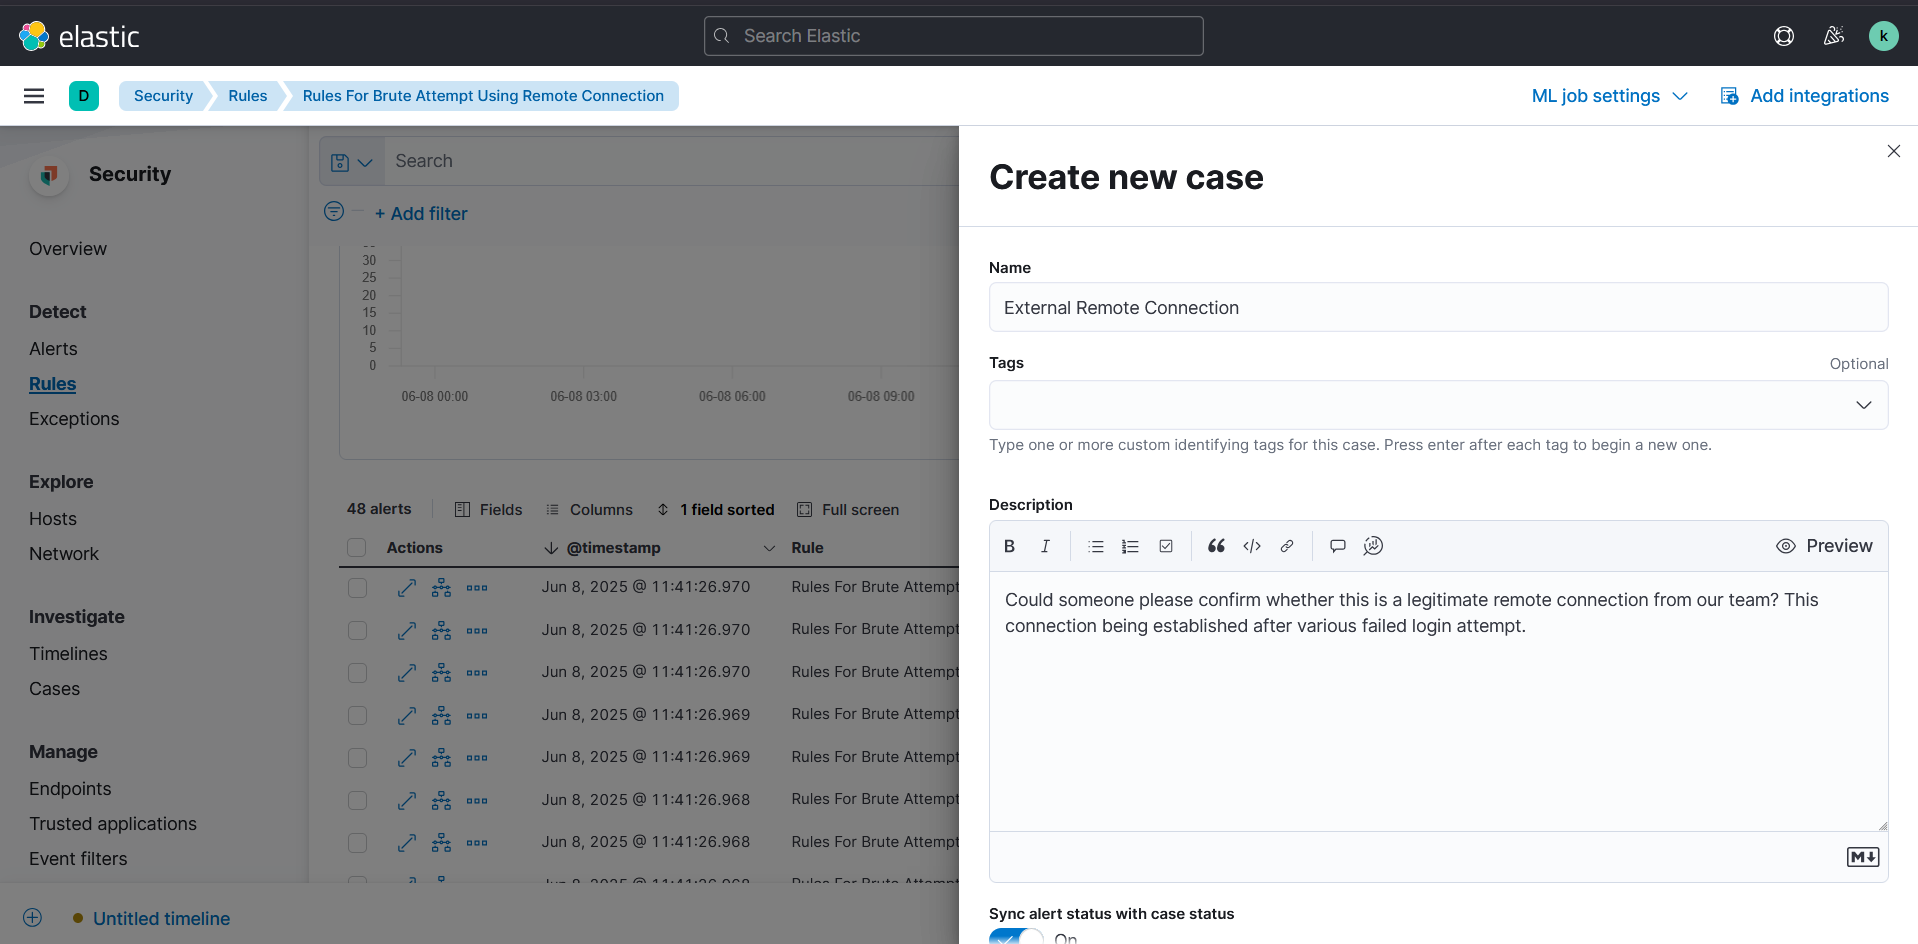 elastic
Search Elastic
k
D
Security
Rules
Rules For Brute Attempt Using Remote Connection
ML job settings
Add integrations
Security
Overview
Detect
Alerts
Rules
Exceptions
Explore
Hosts
Network
Investigate
Timelines
Cases
Manage
Endpoints
Trusted applications
Event filters
Untitled timeline
Search
+ Add filter
30
25
20
15
10
5
0
06-08 00:00 06-08 03:00 06-08 06:00 06-08 09:00
48 alerts Fields Columns 1 field sorted Full screen
Actions @timestamp Rule
Jun 8, 2025 @ 11:41:26.970 Rules For Brute Attempt
Jun 8, 2025 @ 11:41:26.970 Rules For Brute Attempt
Jun 8, 2025 @ 11:41:26.970 Rules For Brute Attempt
Jun 8, 2025 @ 11:41:26.969 Rules For Brute Attempt
Jun 8, 2025 @ 11:41:26.969 Rules For Brute Attempt
Jun 8, 2025 @ 11:41:26.968 Rules For Brute Attempt
Jun 8, 2025 @ 11:41:26.968 Rules For Brute Attempt
Create new case
Name
External Remote Connection
Tags Optional
Type one or more custom identifying tags for this case. Press enter after each tag to begin a new one.
Description
B I Preview
Could someone please confirm whether this is a legitimate remote connection from our team? This
connection being established after various failed login attempt.
M
Sync alert status with case status
On